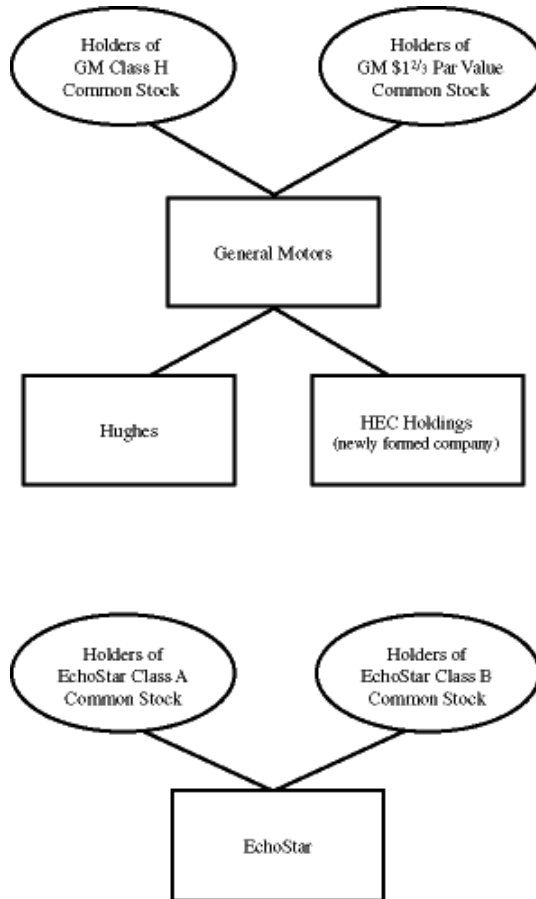 Holders of
GM Class H
Common Stock
Holders of
GM $1²/³ Par Value
Common Stock
General Motors
Hughes
HEC Holdings
(newly formed company)
Holders of
EchoStar Class A
Common Stock
Holders of
EchoStar Class B
Common Stock
EchoStar